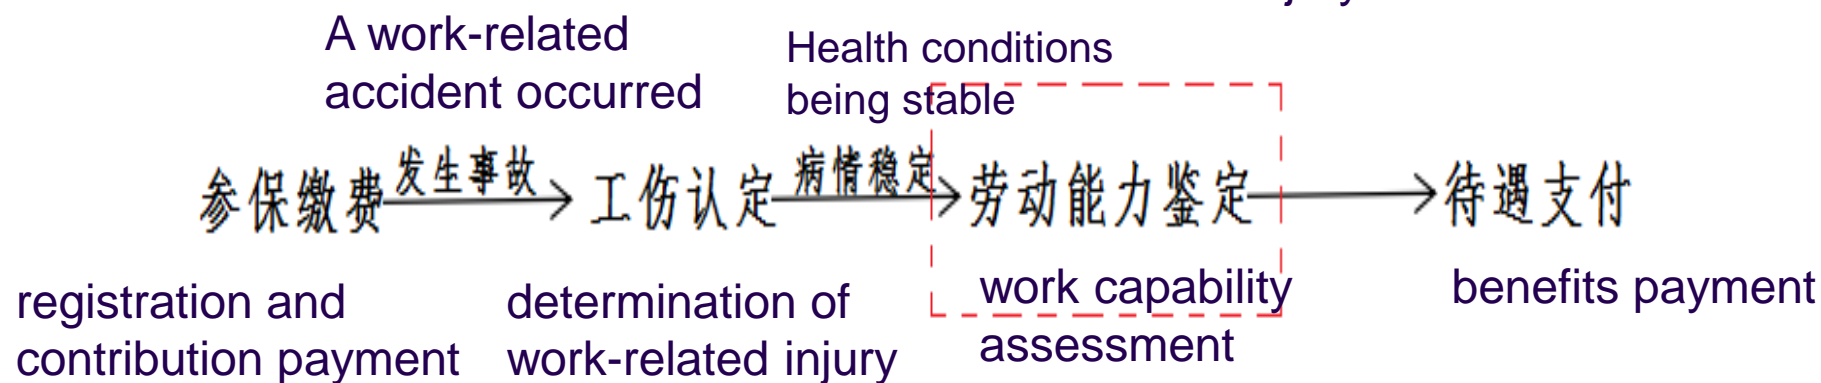 A work-related
accident occurred
Health conditions
being stable
参保缴费 发生事故 工伤认定 病情稳定 劳动能力鉴定 待遇支付
registration and
contribution payment
determination of
work-related injury
work capability
assessment
benefits payment